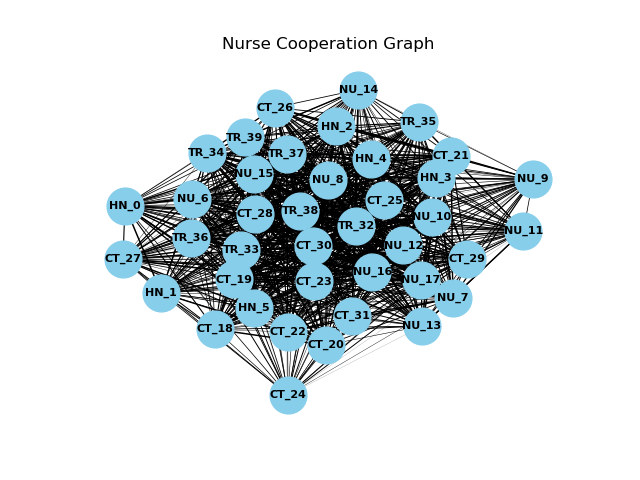 Nurse Cooperation Graph
NU_14
CT_26
TR_35
HN_2
TR_39
TR_34
TR_37
CT_21
HN_4
NU_15
NU_8
HN_3
NU_9
NU_6
CT_25
HN_0
TR_38
CT_28
NU_10
TR_32
NU_11
TR_36
NU_12
CT_30
TR_33
CT_27
CT_29
NU_16
CT_19
CT_23
NU_17
HN_1
NU_7
HN_5
CT_31
NU_13
CT_18
CT_22
CT_20
CT_24